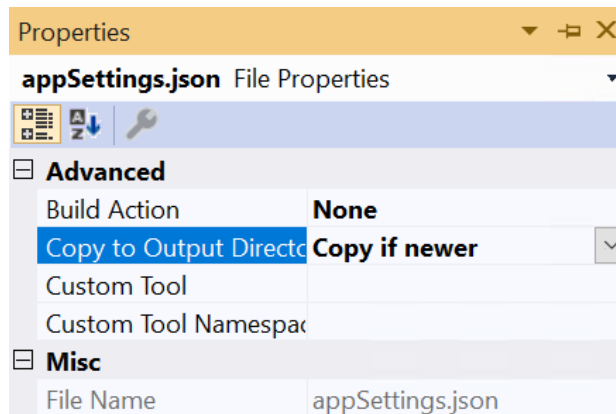 Properties
appSettings.json File Properties
Advanced
Build Action None
Copy to Output Directo Copy if newer
Custom Tool
Custom Tool Namespac
Misc
File Name appSettings.json